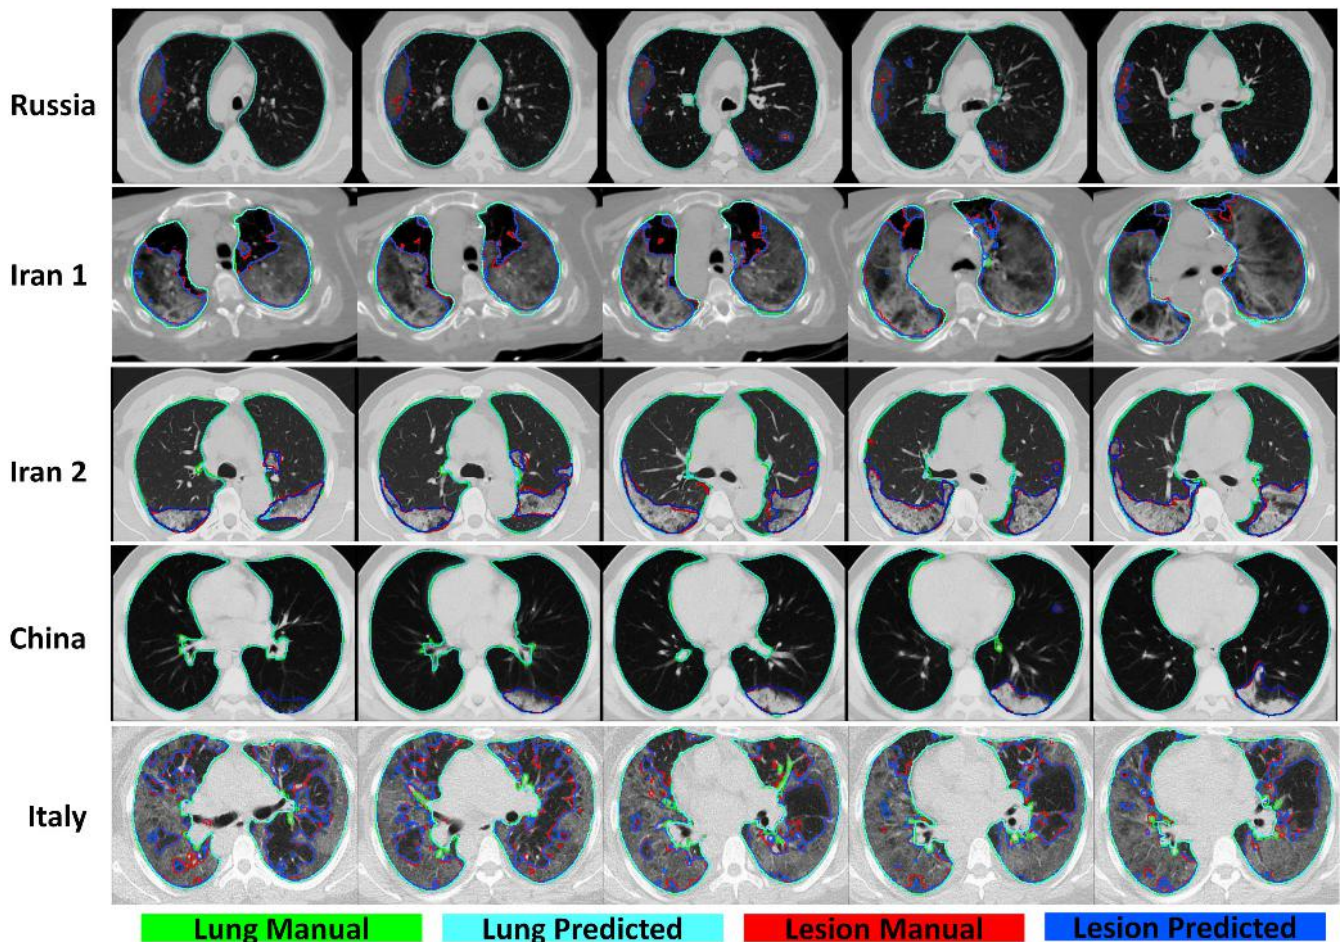 Russia
Iran 1
Iran 2
China
Italy
Lung Manual Lung Predicted Lesion Manual Lesion Predicted